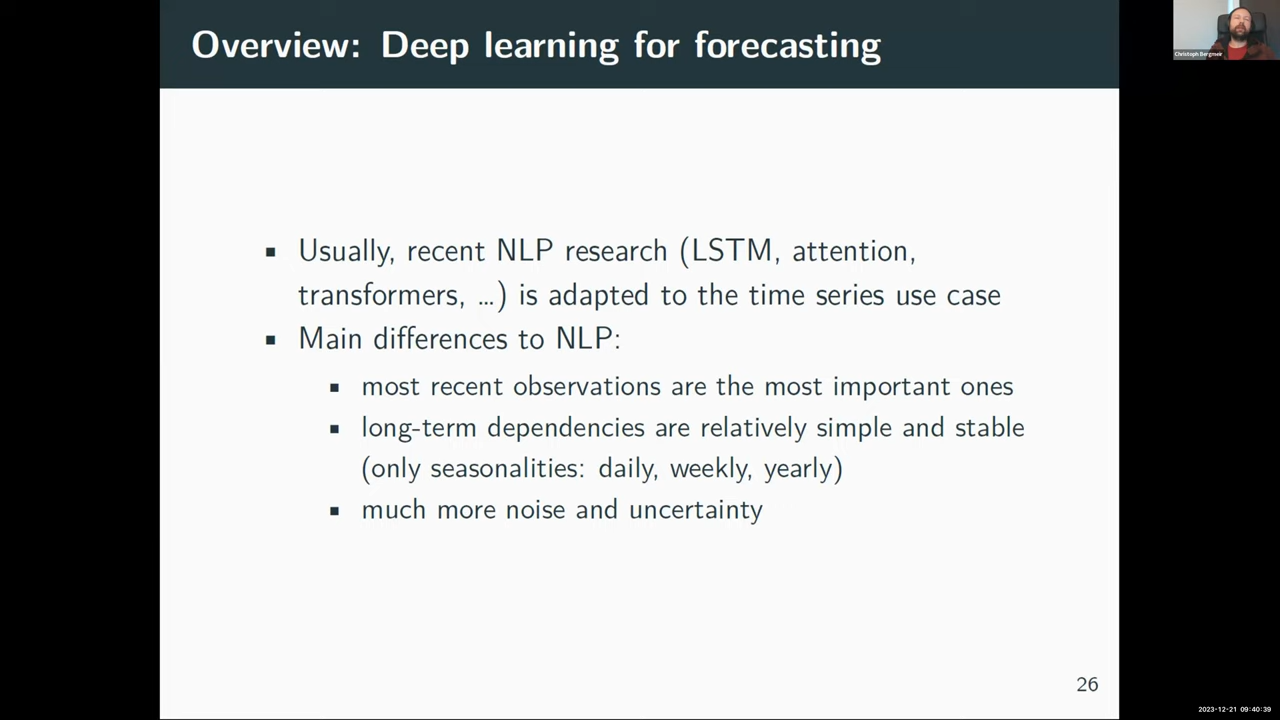 Overview: Deep learning for forecasting
Christoph Bergmeir
▪ Usually, recent NLP research (LSTM, attention,
transformers, ...) is adapted to the time series use case
▪ Main differences to NLP:
▪ most recent observations are the most important ones
▪ long-term dependencies are relatively simple and stable
(only seasonalities: daily, weekly, yearly)
▪ much more noise and uncertainty
26
2023-12-21 09:40:39